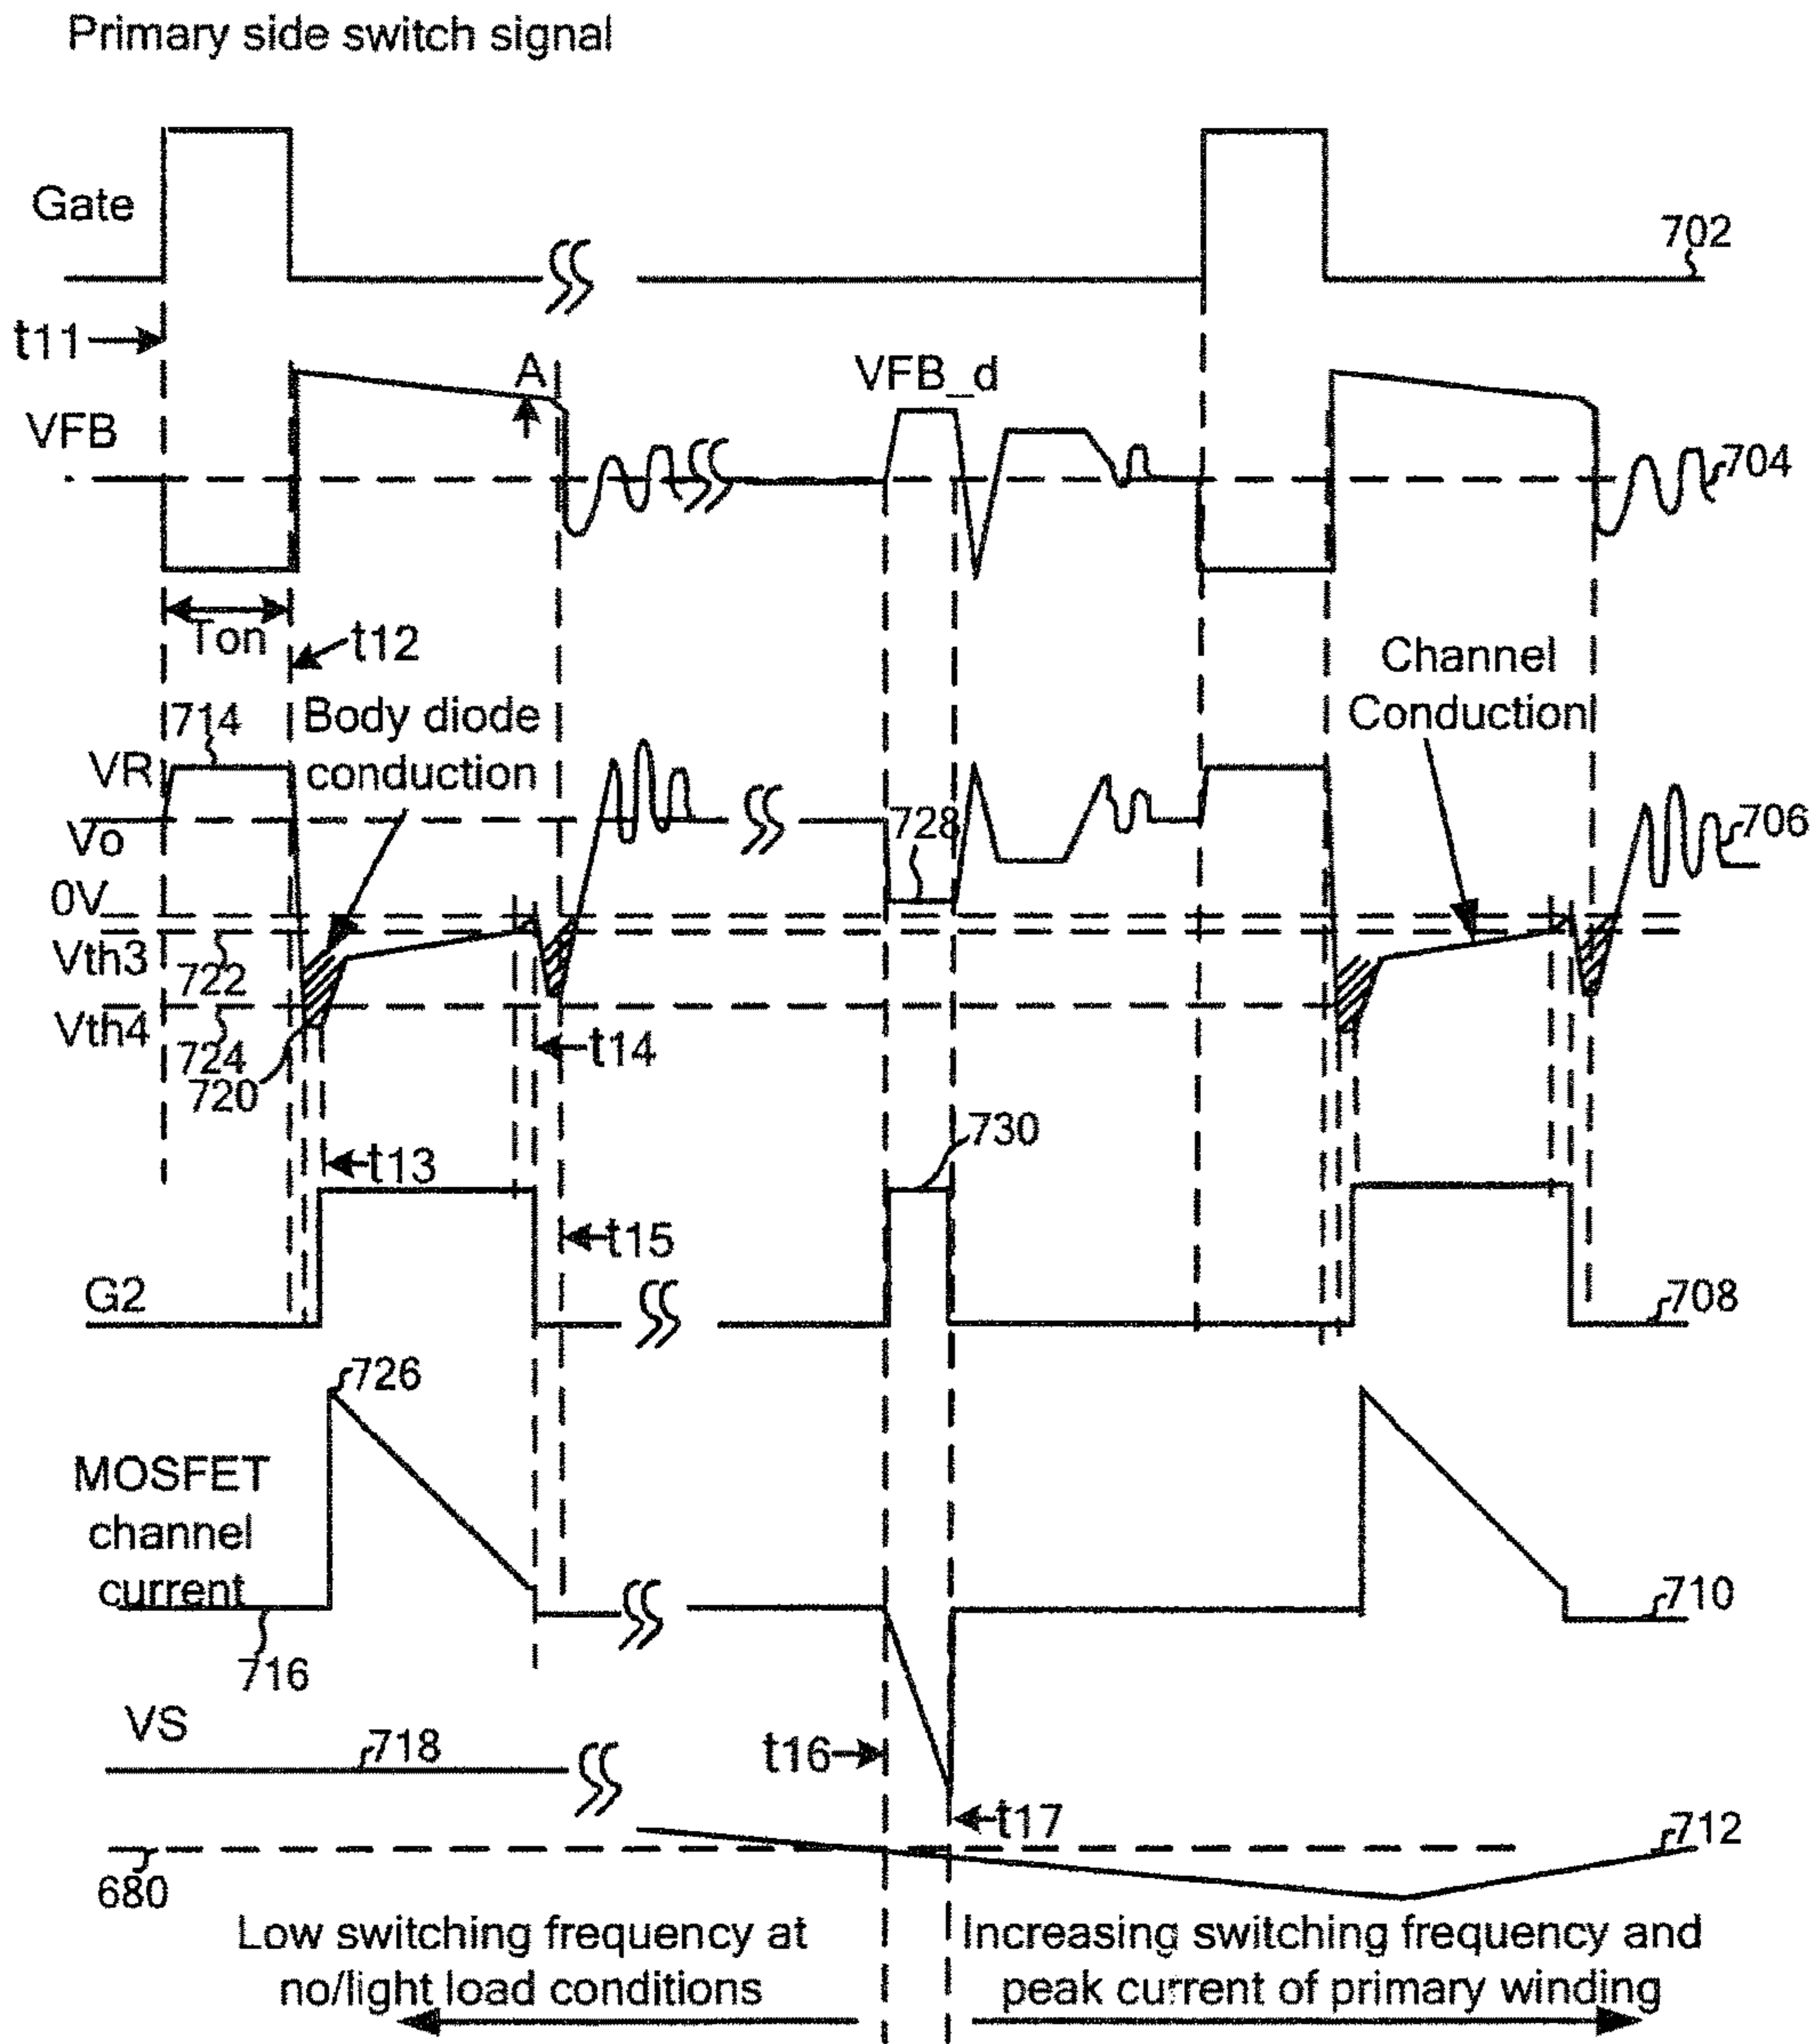 Primary side switch signal
Gate
702
t11
A
VFB_d
VFB
704
Ton
t12
Channel
Conduction
714
Body diode
conduction
VR
Vo
728
706
0V
Vth3
722
Vth4
724
720
t14
730
t13
t15
G2
708
726
MOSFET
channel
current
710
716
VS
718
t16
t17
712
680
Low switching frequency at
no/light load conditions
Increasing switching frequency and
peak current of primary winding